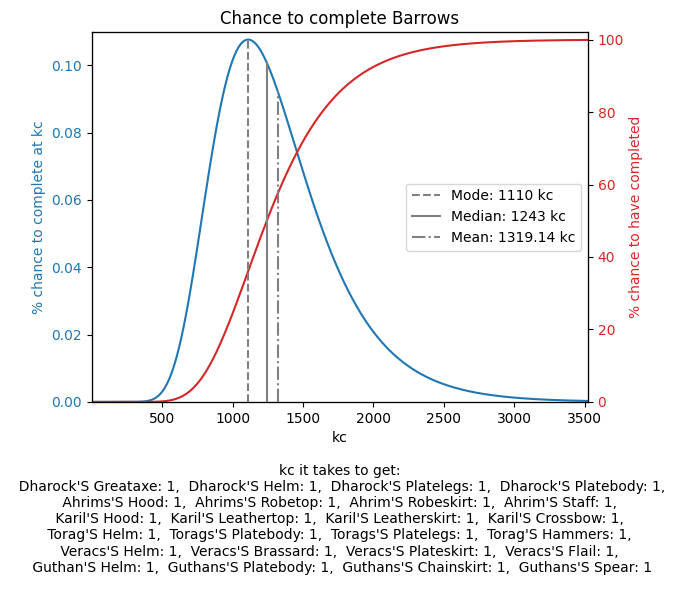 Chance to complete Barrows
% chance to complete at kc
0.00
0.02
0.04
0.06
0.08
0.10
% chance to have completed
0
20
40
60
80
100
Mode: 1110 kc
Median: 1243 kc
Mean: 1319.14 kc
500 1000 1500 2000 2500 3000 3500
kc
kc it takes to get:
Dharock'S Greataxe: 1, Dharock'S Helm: 1, Dharock'S Platelegs: 1, Dharock'S Platebody: 1,
Ahrims'S Hood: 1, Ahrims'S Robetop: 1, Ahrim'S Robeskirt: 1, Ahrim'S Staff: 1,
Karil'S Hood: 1, Karil'S Leathertop: 1, Karil'S Leatherskirt: 1, Karil'S Crossbow: 1,
Torag'S Helm: 1, Torags'S Platebody: 1, Torags'S Platelegs: 1, Torag'S Hammers: 1,
Veracs'S Helm: 1, Veracs'S Brassard: 1, Veracs'S Plateskirt: 1, Veracs'S Flail: 1,
Guthan'S Helm: 1, Guthans'S Platebody: 1, Guthans'S Chainskirt: 1, Guthans'S Spear: 1